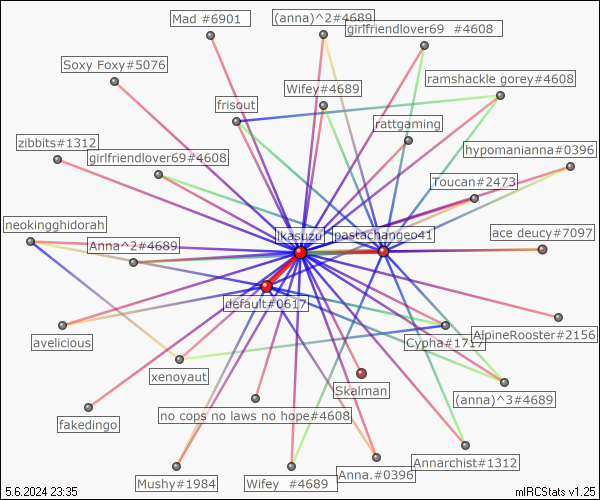 Mad #6901
(anna)^2#4689
girlfriendlover69 #4608
Soxy Foxy#5076
ramshackle gorey#4608
Wifey#4689
frisout
rattgaming
zibbits#1312
hypomanianna#0396
girlfriendlover69#4608
Toucan#2473
neokingghidorah
ikasuzu
pastachangeo41
ace deucy#7097
Anna^2#4689
default#0617
AlpineRooster#2156
avelicious
Cypha#1717
xenoyaut
Skalman
(anna)^3#4689
no cops no laws no hope#4608
fakedingo
Annarchist#1312
Anna.#0396
Mushy#1984
Wifey #4689
5.6.2024 23:35
mIRCStats v1.25